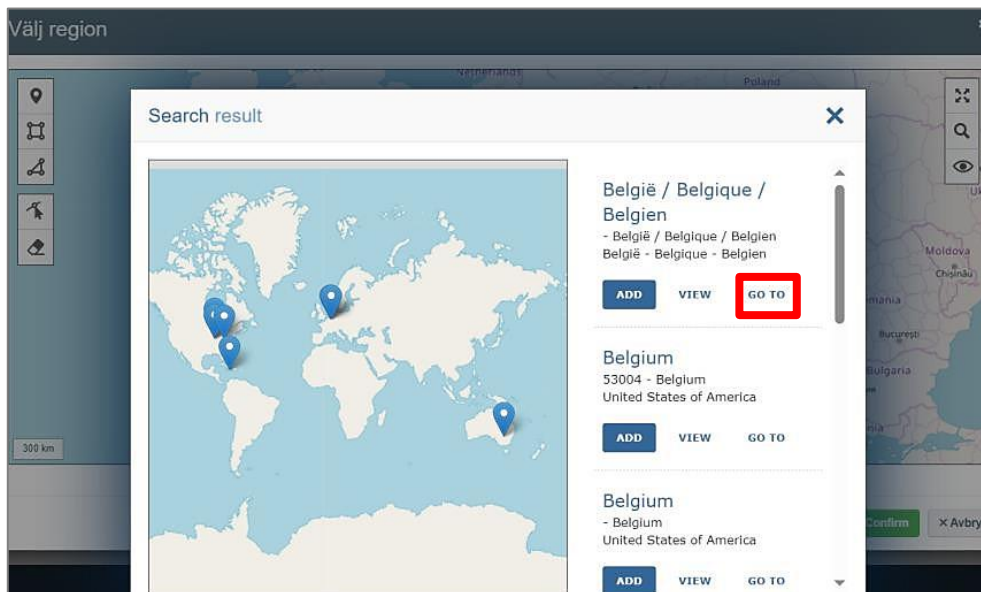 Välj region
Netherlands
Poland
Search result
België / Belgique /
Belgien
- België / Belgique / Belgien
België - Belgique - Belgien
ADD VIEW GO TO
Belgium
53004 - Belgium
United States of America
ADD VIEW GO TO
Belgium
- Belgium
United States of America
ADD VIEW GO TO
Moldova
Chișinău
București
Bulgaria
300 km
Confirm
× Avbry